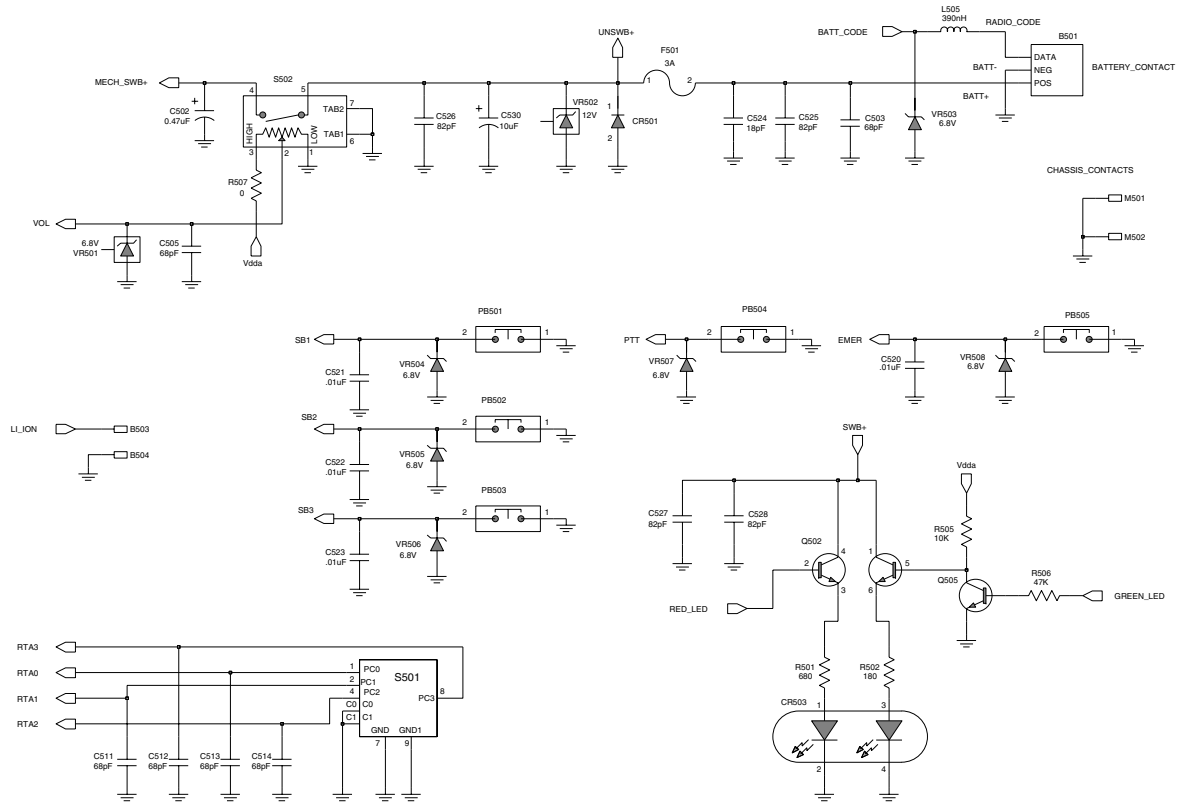 L505
390nH
RADIO_CODE
UNSWB+
BATT_CODE
F501
3A
B501
DATA
NEG
POS
BATT-
BATT+
BATTERY_CONTACT
MECH_SWB+
S502
4 5
1 2
C502
0.47uF
+
HIGH
LOW
TAB2 7
TAB1 6
3 2 1
C526
82pF
+
C530
10uF
VR502
12V
1
CR501
2
C524
18pF
C525
82pF
C503
68pF
VR503
6.8V
R507
0
CHASSIS_CONTACTS
M501
M502
VOL
6.8V
VR501
C505
68pF
Vdda
PB501
SB1
2 1
C521
.01uF
VR504
6.8V
PB504
PTT
2 1
VR507
6.8V
PB505
EMER
2 1
C520
.01uF
VR508
6.8V
PB502
SB2
2 1
C522
.01uF
VR505
6.8V
LI_ION
B503
B504
PB503
SB3
2 1
C523
.01uF
VR506
6.8V
SWB+
Vdda
C527
82pF
C528
82pF
R505
10K
Q502
4 1
2 5
3 6
Q505
R506
47K
RED_LED
GREEN_LED
R501
680
R502
180
CR503
1 3
2 4
RTA3
RTA0
RTA1
RTA2
S501
1 PC0
2 PC1
4 PC2
C0 C0
C1 C1
PC3 8
GND GND1
7 9
C511
68pF
C512
68pF
C513
68pF
C514
68pF